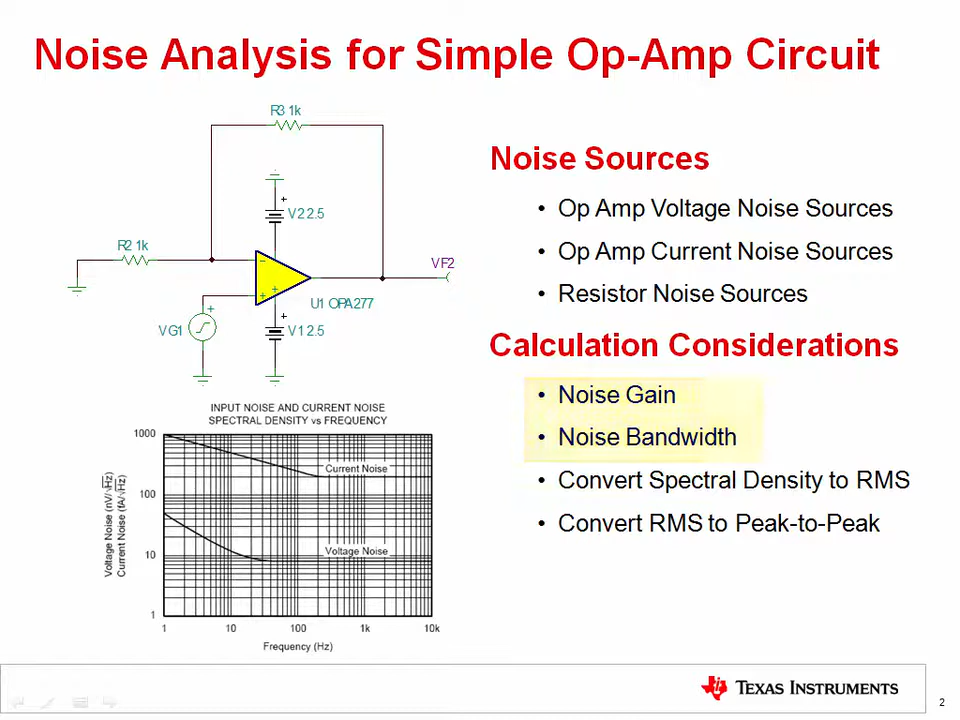 Noise Analysis for Simple Op-Amp Circuit
R3 1k
V2 2.5
R2 1k
VF2
U1 OPA277
VG1
V1 2.5
+
+
+
−
+
+
INPUT NOISE AND CURRENT NOISE
SPECTRAL DENSITY vs FREQUENCY
1000
100
10
1
Voltage Noise (nV/√Hz)
Current Noise (fA/√Hz)
Current Noise
Voltage Noise
1 10 100 1k 10k
Frequency (Hz)
Noise Sources
• Op Amp Voltage Noise Sources
• Op Amp Current Noise Sources
• Resistor Noise Sources
Calculation Considerations
• Noise Gain
• Noise Bandwidth
• Convert Spectral Density to RMS
• Convert RMS to Peak-to-Peak
TEXAS INSTRUMENTS
2